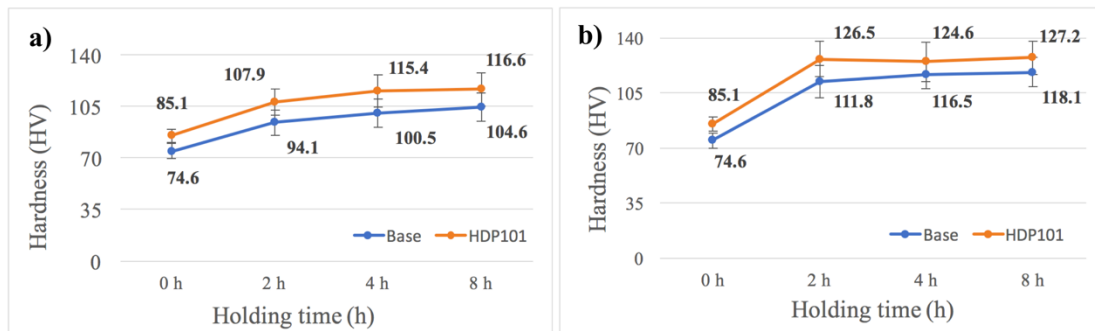 a)
Hardness (HV)
140
105
70
35
0
85.1
107.9
115.4
116.6
74.6
94.1
100.5
104.6
Base
HDP101
0 h
2 h
4 h
8 h
Holding time (h)
b)
Hardness (HV)
140
105
70
35
0
85.1
126.5
124.6
127.2
74.6
111.8
116.5
118.1
Base
HDP101
0 h
2 h
4 h
8 h
Holding time (h)